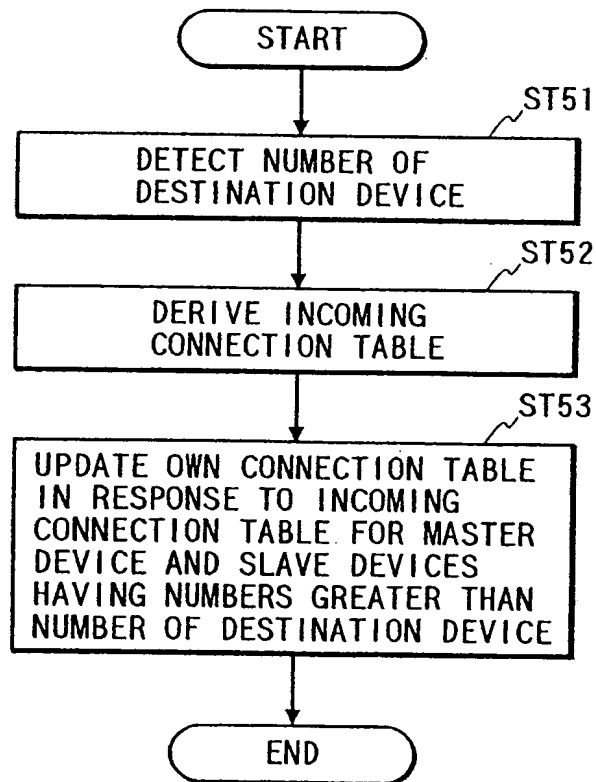 START
ST51
DETECT NUMBER OF
DESTINATION DEVICE
ST52
DERIVE INCOMING
CONNECTION TABLE
ST53
UPDATE OWN CONNECTION TABLE
IN RESPONSE TO INCOMING
CONNECTION TABLE FOR MASTER
DEVICE AND SLAVE DEVICES
HAVING NUMBERS GREATER THAN
NUMBER OF DESTINATION DEVICE
END